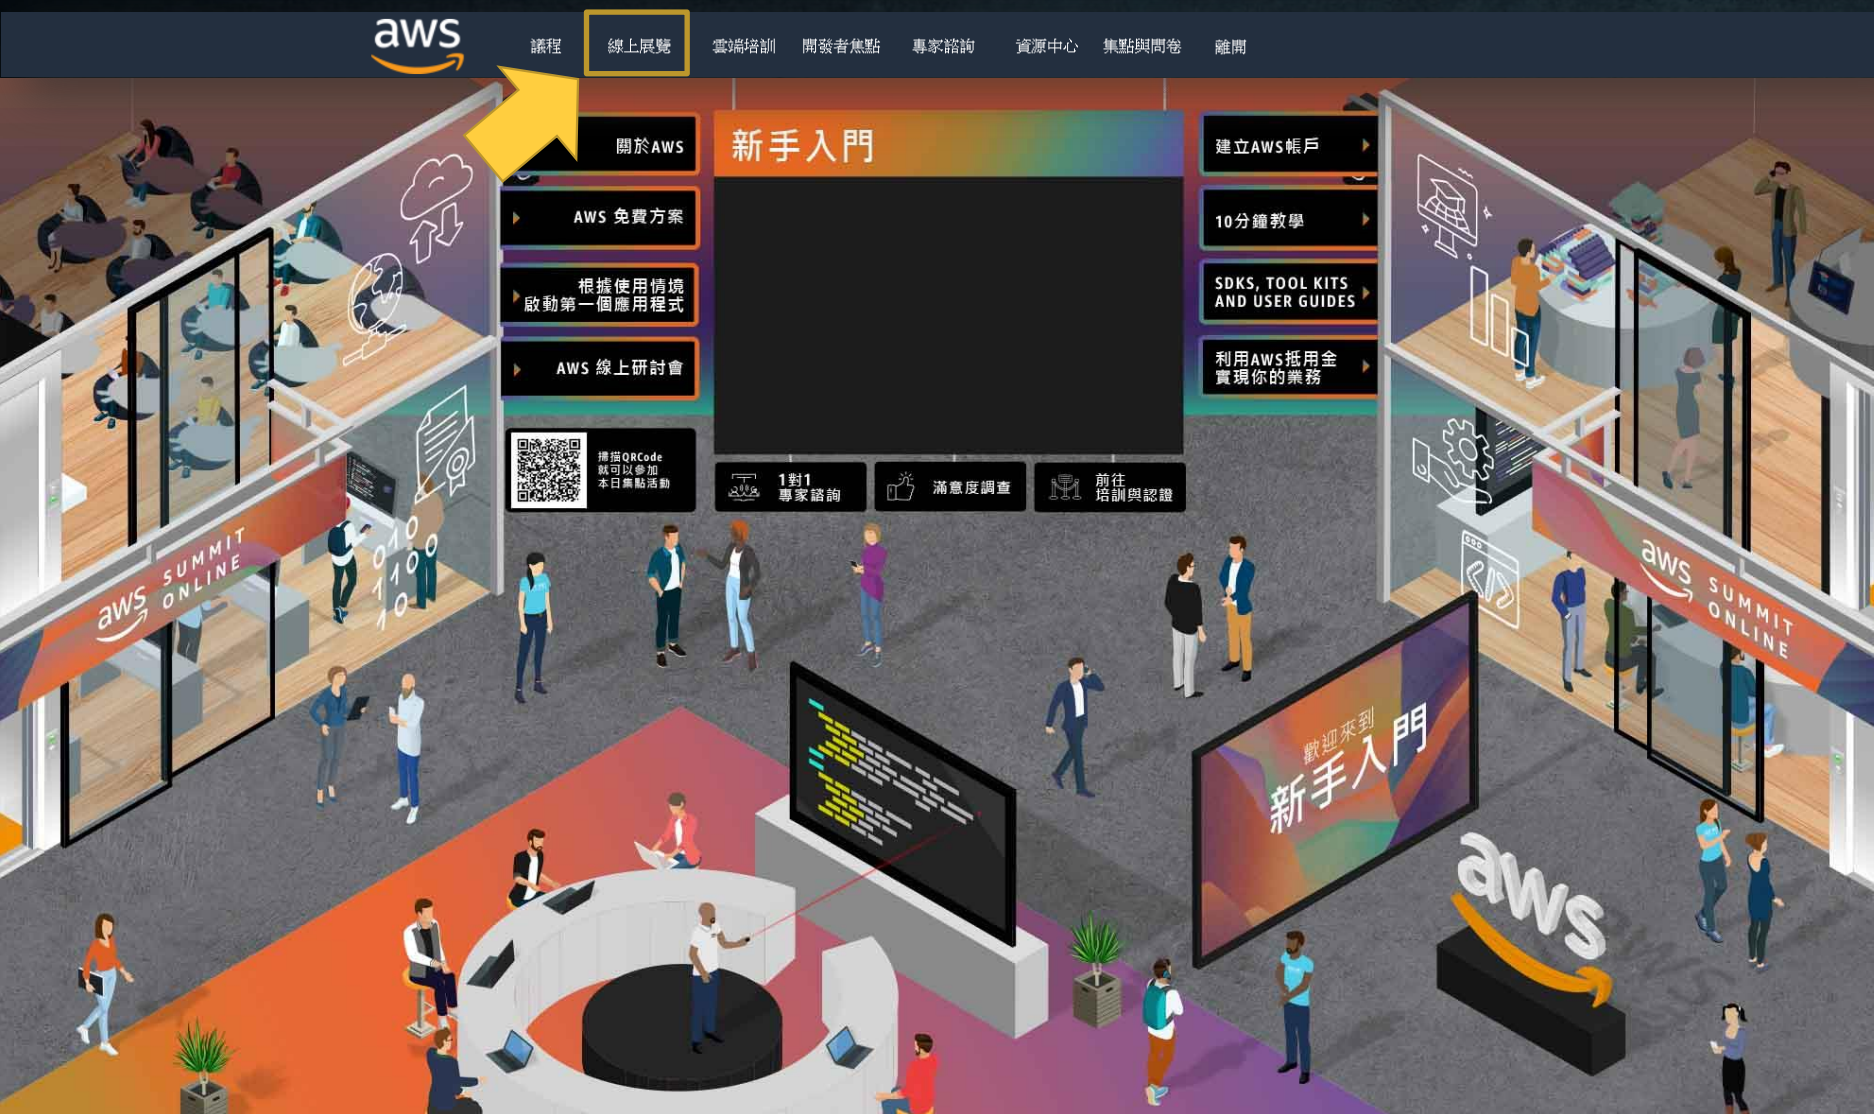 aws
議程
線上展覽
雲端培訓
開發者焦點
專家諮詢
資源中心
集點與問卷
離開
關於AWS
AWS 免費方案
根據使用情境
啟動第一個應用程式
AWS 線上研討會
掃描QRCode
就可以參加
本日集點活動
新手入門
1對1
專家諮詢
滿意度調查
前往
培訓與認證
建立AWS帳戶
10分鐘教學
SDKS, TOOL KITS
AND USER GUIDES
利用AWS抵用金
實現你的業務
010
0100
110
10
aws SUMMIT
ONLINE
aws SUMMIT
ONLINE
歡迎來到
新手入門
aws